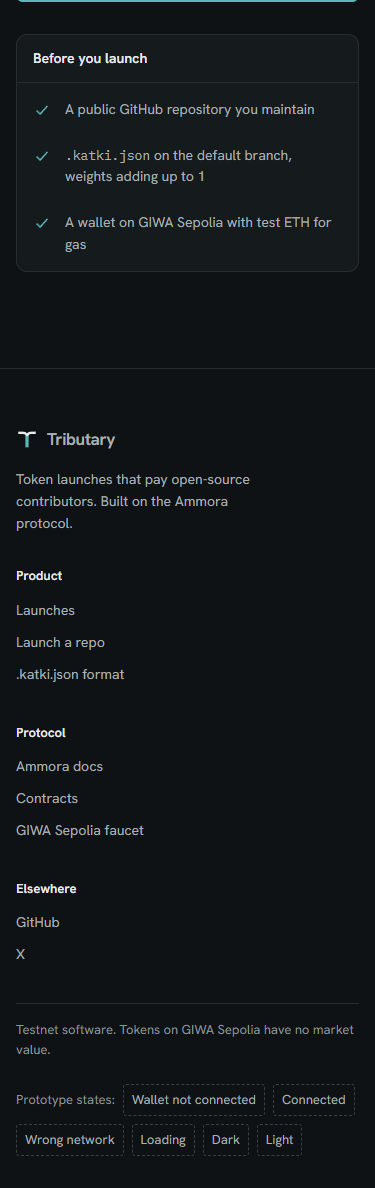 Before you launch
A public GitHub repository you maintain
.katki.json on the default branch,
weights adding up to 1
A wallet on GIWA Sepolia with test ETH for
gas
Tributary
Token launches that pay open-source
contributors. Built on the Ammora
protocol.
Product
Launches
Launch a repo
.katki.json format
Protocol
Ammora docs
Contracts
GIWA Sepolia faucet
Elsewhere
GitHub
X
Testnet software. Tokens on GIWA Sepolia have no market
value.
Prototype states: Wallet not connected Connected
Wrong network Loading Dark Light